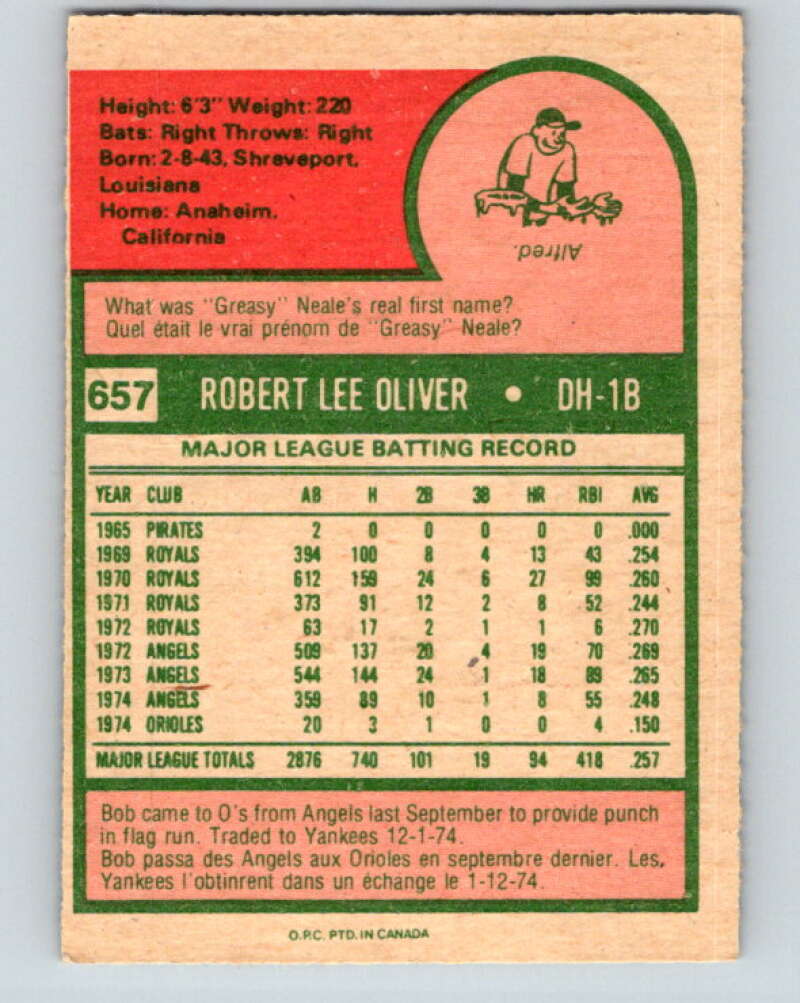 Height: 6'3" Weight: 220
Bats: Right Throws: Right
Born: 2-8-43, Shreveport,
Louisiana
Home: Anaheim,
California
Alfred.
What was "Greasy" Neale's real first name?
Quel était le vrai prénom de "Greasy" Neale?
657 ROBERT LEE OLIVER • DH-1B
MAJOR LEAGUE BATTING RECORD
YEAR CLUB AB H 2B 3B HR RBI AVG
1965 PIRATES 2 0 0 0 0 0 .000
1969 ROYALS 394 100 8 4 13 43 .254
1970 ROYALS 612 159 24 6 27 99 .260
1971 ROYALS 373 91 12 2 8 52 .244
1972 ROYALS 63 17 2 1 1 6 .270
1972 ANGELS 509 137 20 4 19 70 .269
1973 ANGELS 544 144 24 1 18 89 .265
1974 ANGELS 359 89 10 1 8 55 .248
1974 ORIOLES 20 3 1 0 0 4 .150
MAJOR LEAGUE TOTALS 2876 740 101 19 94 418 .257
Bob came to O's from Angels last September to provide punch
in flag run. Traded to Yankees 12-1-74.
Bob passa des Angels aux Orioles en septembre dernier. Les,
Yankees l'obtinrent dans un échange le 1-12-74.
O.P.C. PTD. IN CANADA